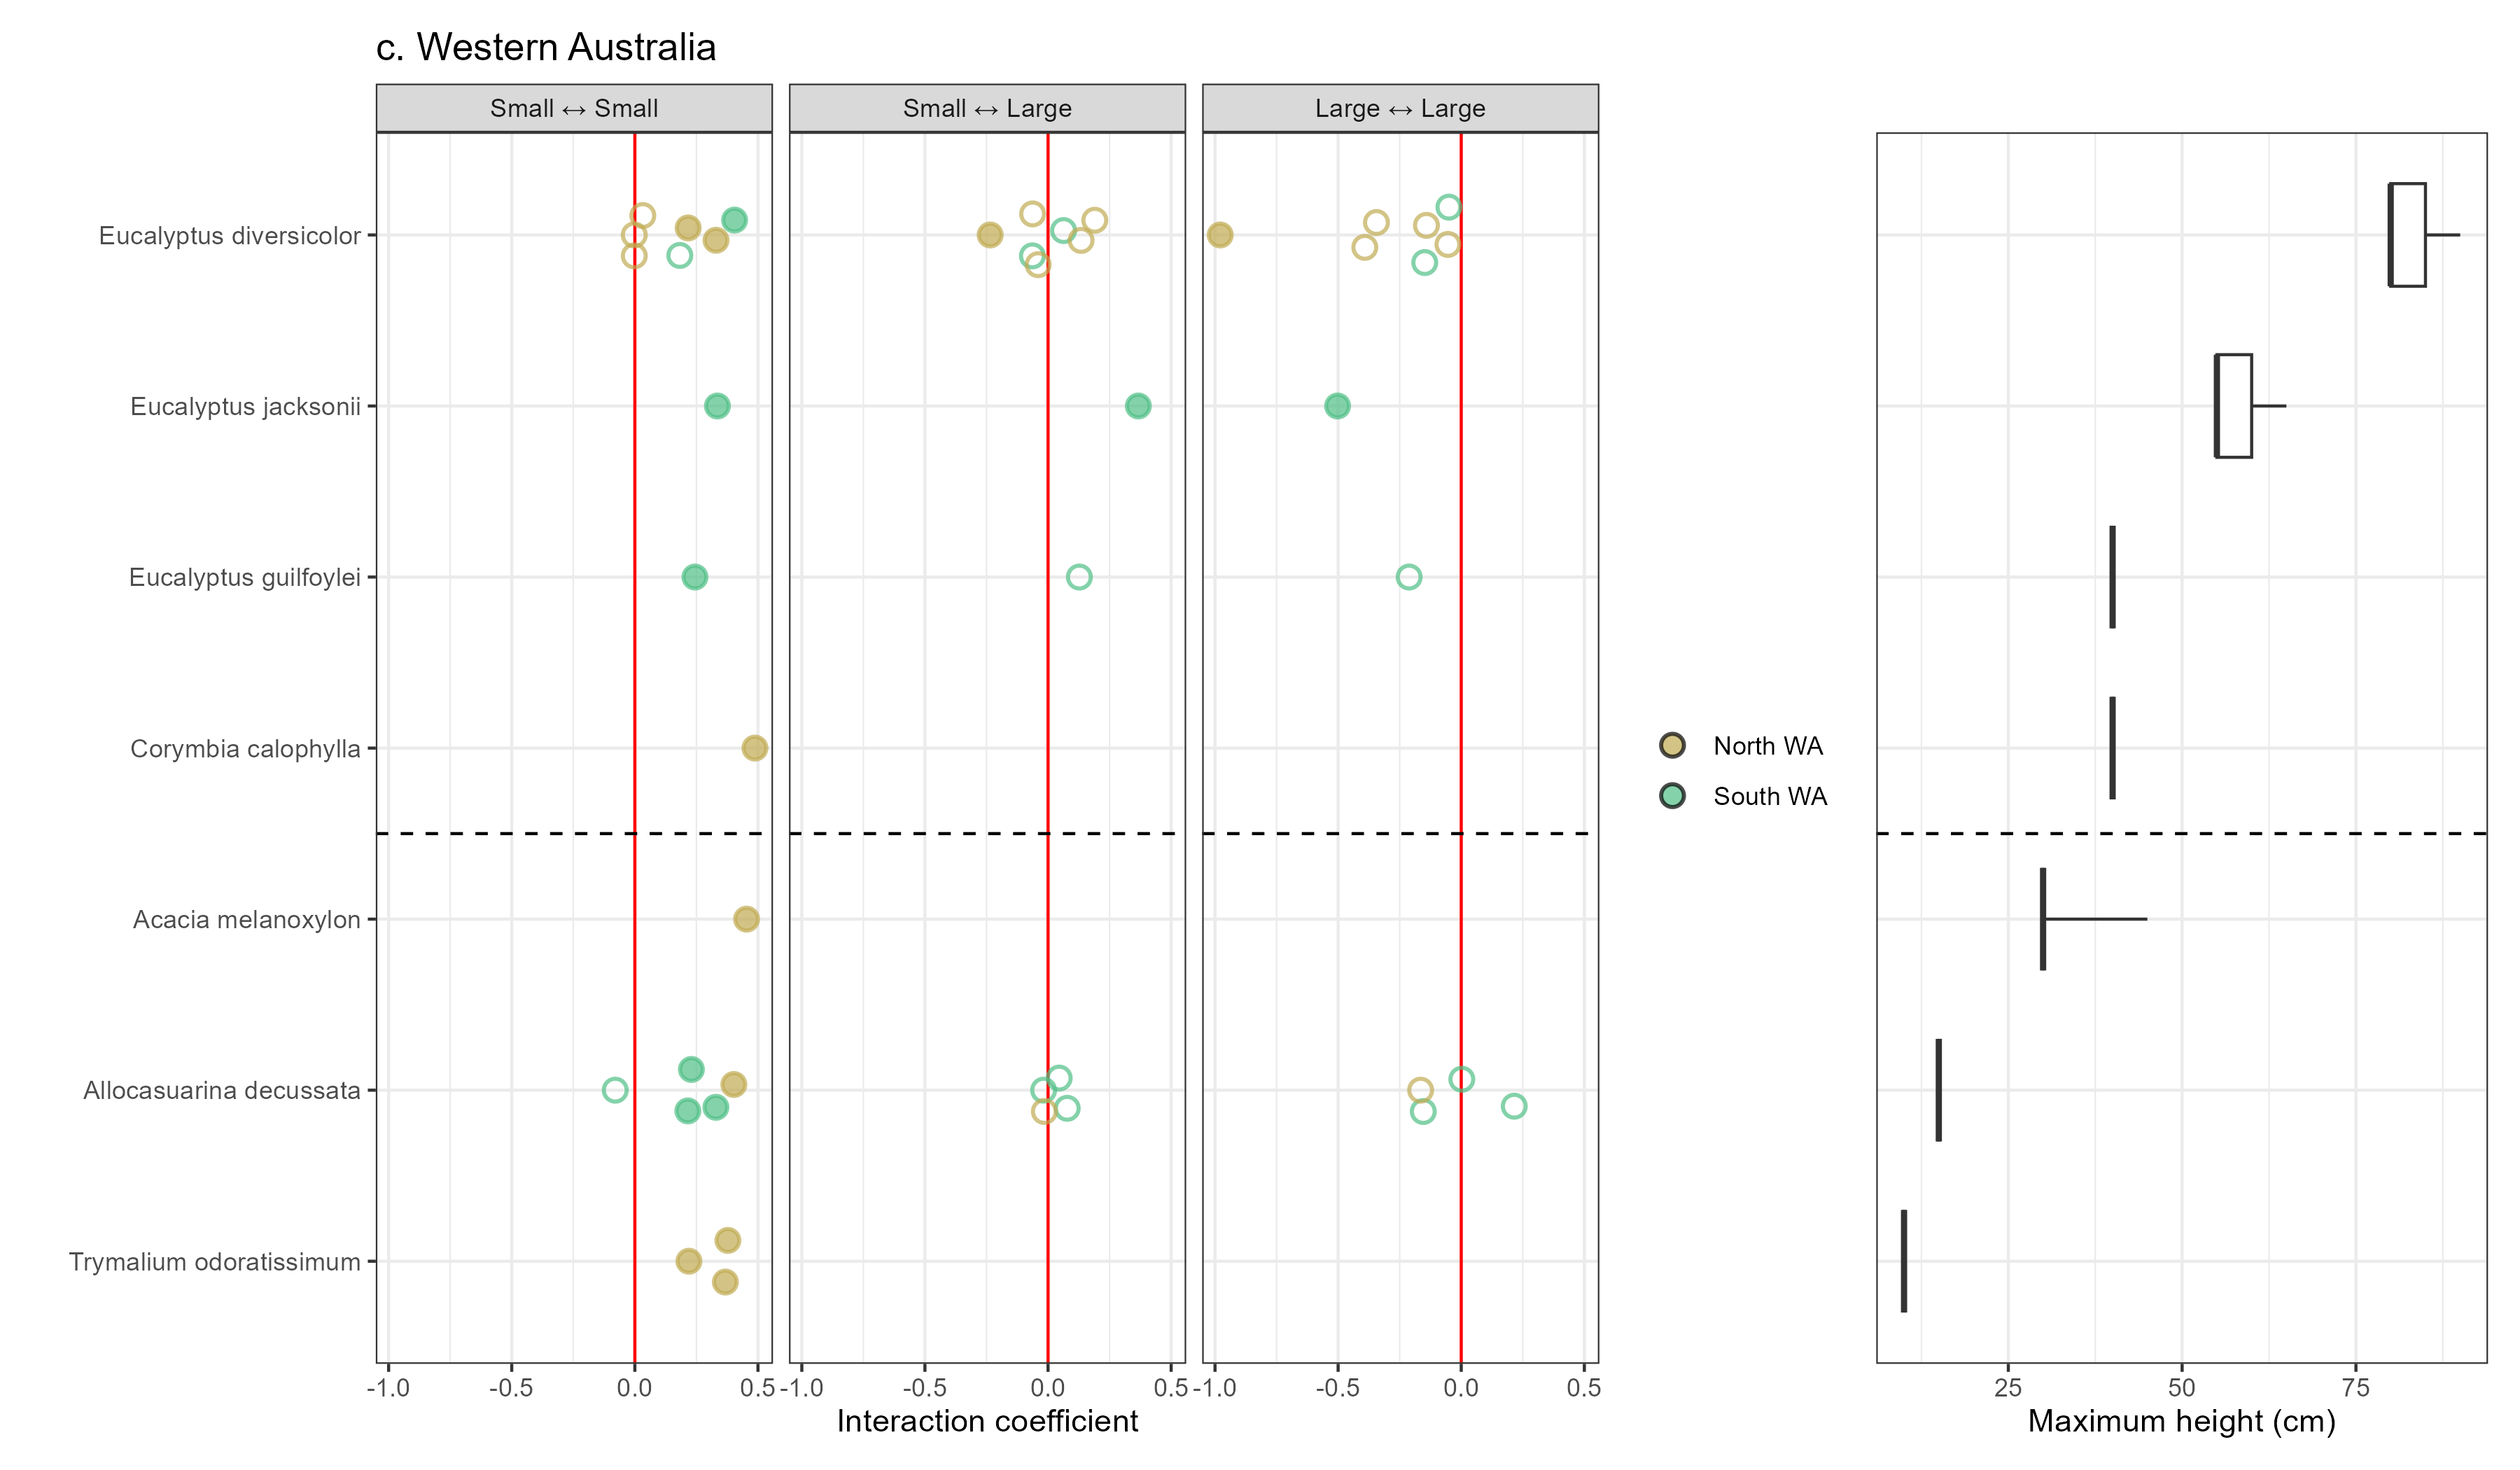 c. Western Australia
Small ↔ Small
Small ↔ Large
Large ↔ Large
Eucalyptus diversicolor
Eucalyptus jacksonii
Eucalyptus guilfoylei
Corymbia calophylla
Acacia melanoxylon
Allocasuarina decussata
Trymalium odoratissimum
North WA
South WA
-1.0 -0.5 0.0 0.5 -1.0 -0.5 0.0 0.5 -1.0 -0.5 0.0 0.5
25 50 75
Interaction coefficient
Maximum height (cm)